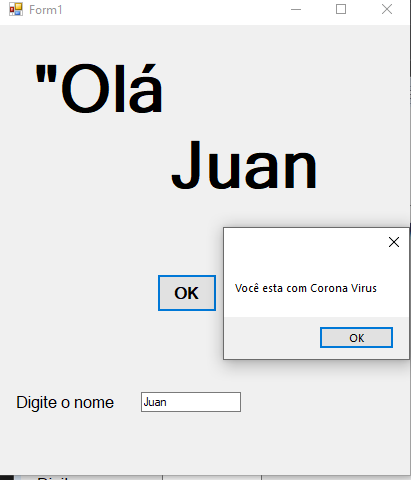 Form1
"Olá
Juan
Você esta com Corona Virus
OK
OK
Digite o nome
Juan